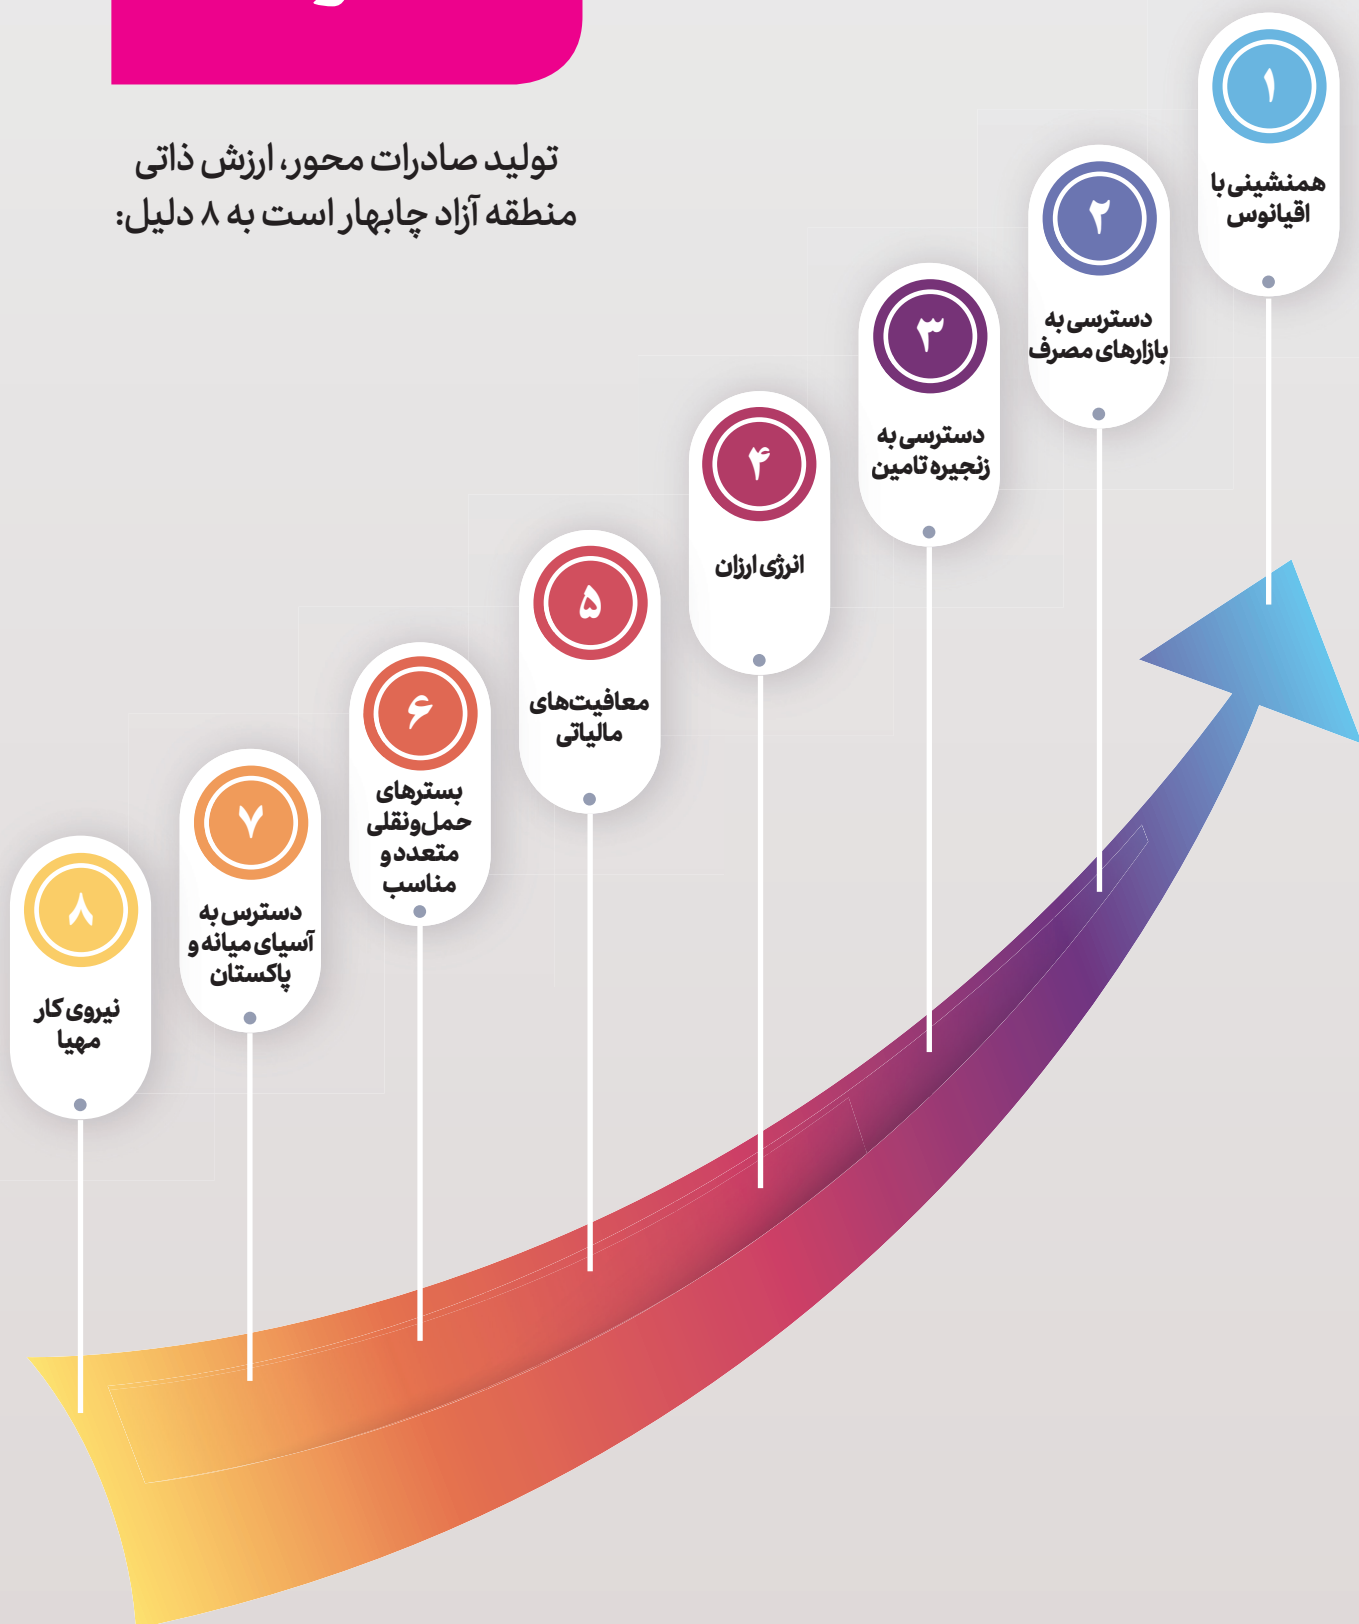 تولید صادرات محور، ارزش ذاتی
منطقه آزاد چابهار است به ۸ دلیل:
۱
همنشینی با
اقیانوس
۲
دسترسی به
بازارهای مصرف
۳
دسترسی به
زنجیره تامین
۴
انرژی ارزان
۵
معافیت‌های
مالیاتی
۶
بسترهای
حمل‌ونقلی
متعدد و
مناسب
۷
دسترس به
آسیای میانه و
پاکستان
۸
نیروی کار
مهیا